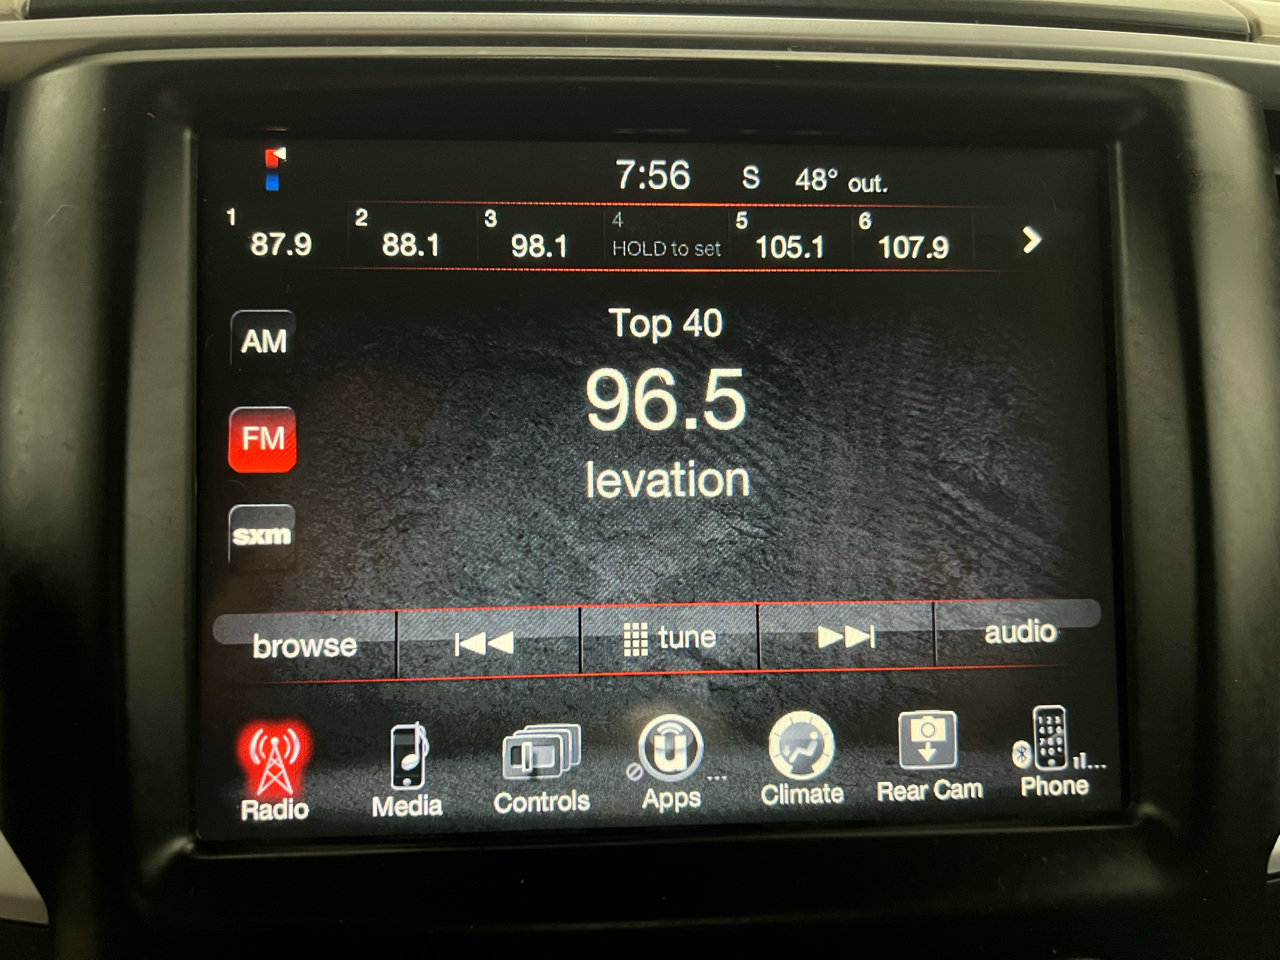 7:56 S 48° out.
1 87.9 2 88.1 3 98.1 4 HOLD to set 5 105.1 6 107.9
AM
Top 40
96.5
FM
levation
sxm
browse tune audio
Radio Media Controls Apps ... Climate Rear Cam Phone ...